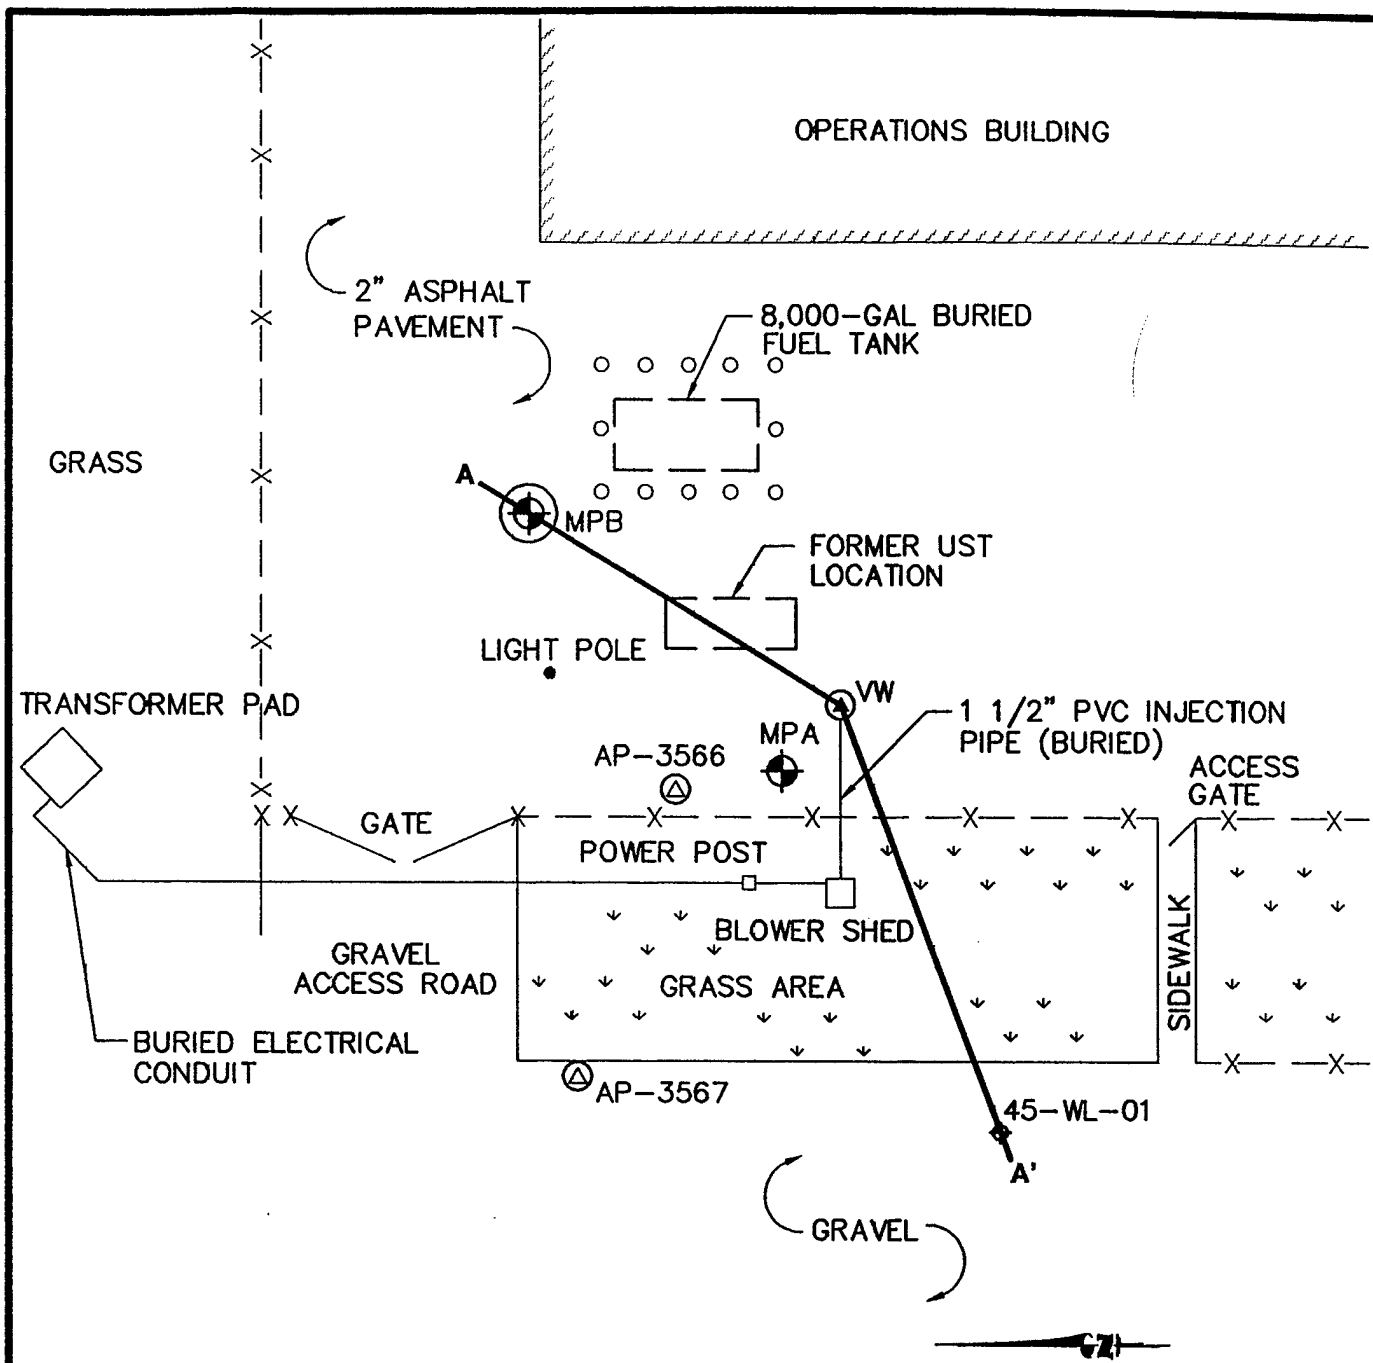 OPERATIONS BUILDING
2" ASPHALT
PAVEMENT
8,000-GAL BURIED
FUEL TANK
GRASS
A
MPB
FORMER UST
LOCATION
LIGHT POLE
TRANSFORMER PAD
VW
1 1/2" PVC INJECTION
PIPE (BURIED)
MPA
AP-3566
ACCESS
GATE
GATE
POWER POST
BLOWER SHED
GRAVEL
ACCESS ROAD
GRASS AREA
SIDEWALK
BURIED ELECTRICAL
CONDUIT
AP-3567
45-WL-01
A'
GRAVEL